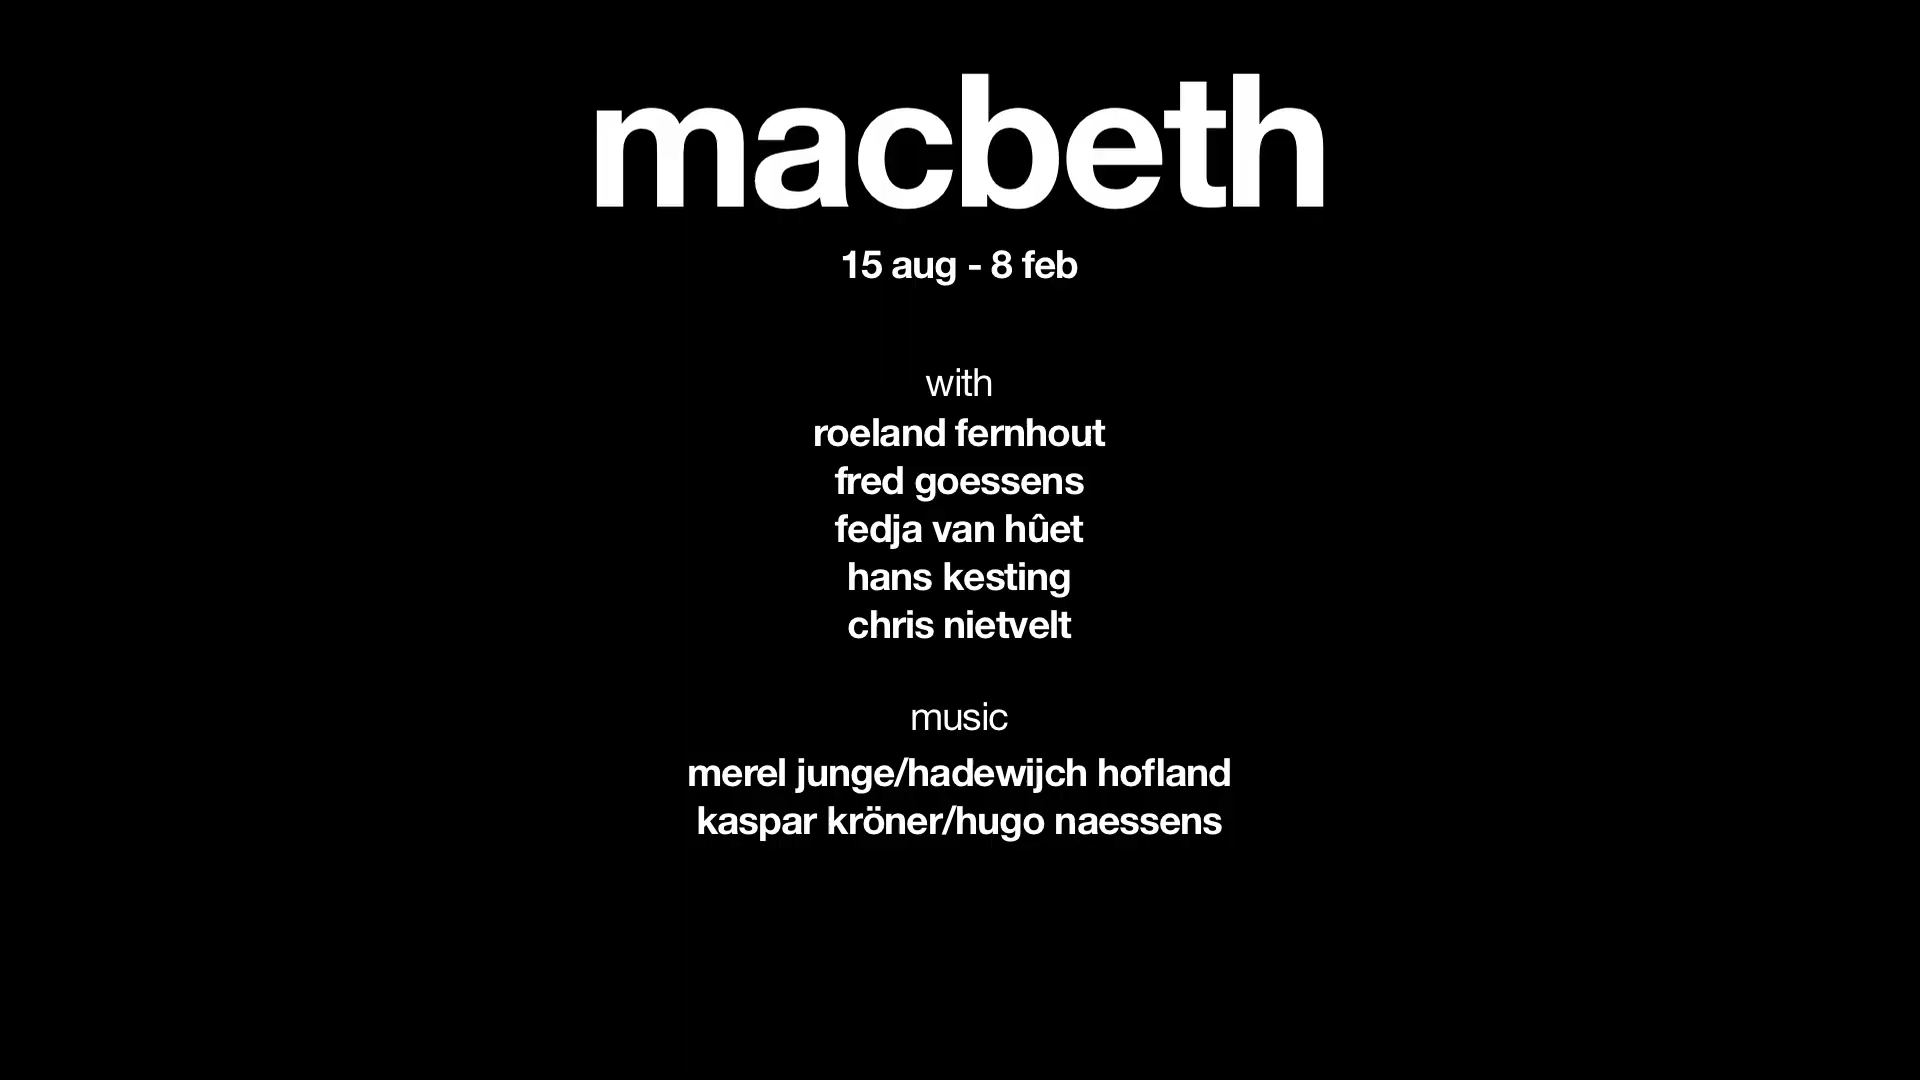 macbeth
15 aug - 8 feb
with
roeland fernhout
fred goessens
fedja van hûet
hans kesting
chris nietvelt
music
merel junge/hadewijch hofland
kaspar kröner/hugo naessens